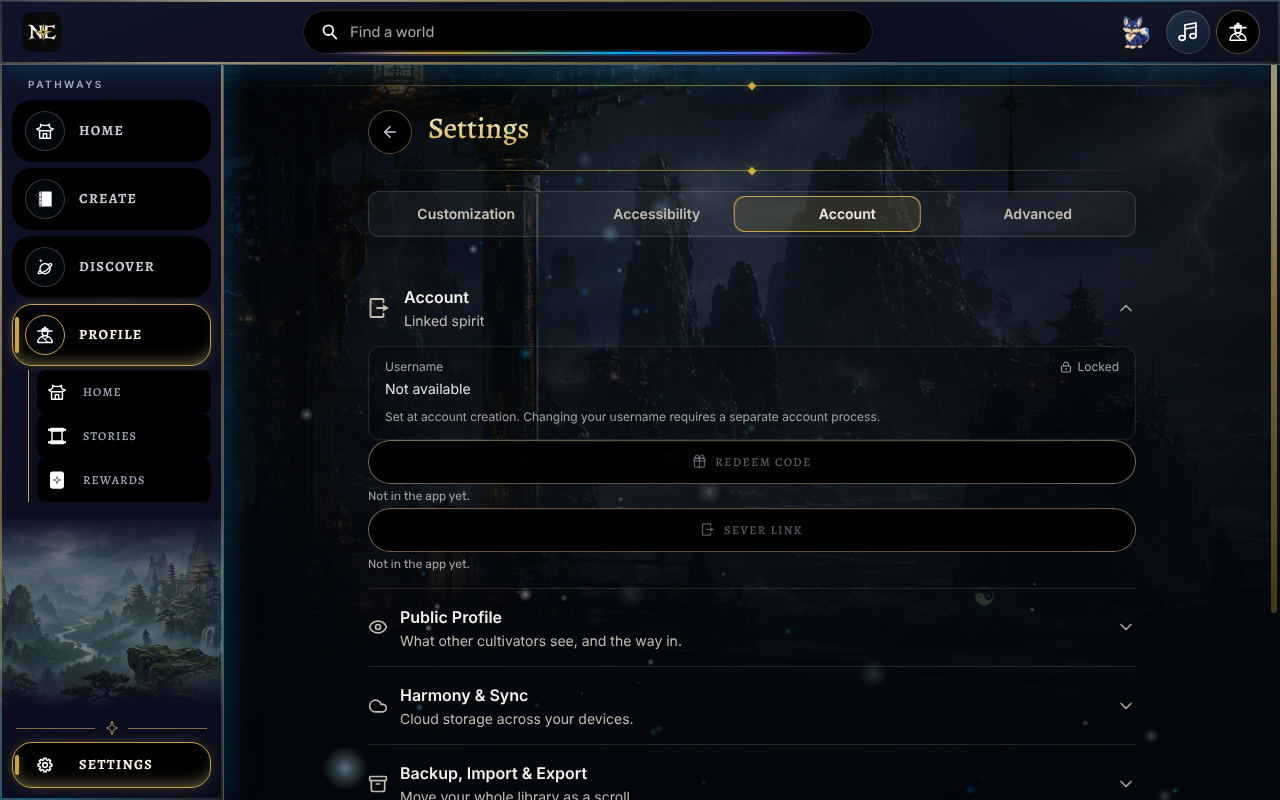 NE
Find a world
PATHWAYS
HOME
CREATE
DISCOVER
PROFILE
HOME
STORIES
REWARDS
SETTINGS
Settings
Customization
Accessibility
Account
Advanced
Account
Linked spirit
Username
Locked
Not available
Set at account creation. Changing your username requires a separate account process.
REDEEM CODE
Not in the app yet.
SEVER LINK
Not in the app yet.
Public Profile
What other cultivators see, and the way in.
Harmony & Sync
Cloud storage across your devices.
Backup, Import & Export
Move your whole library as a scroll.